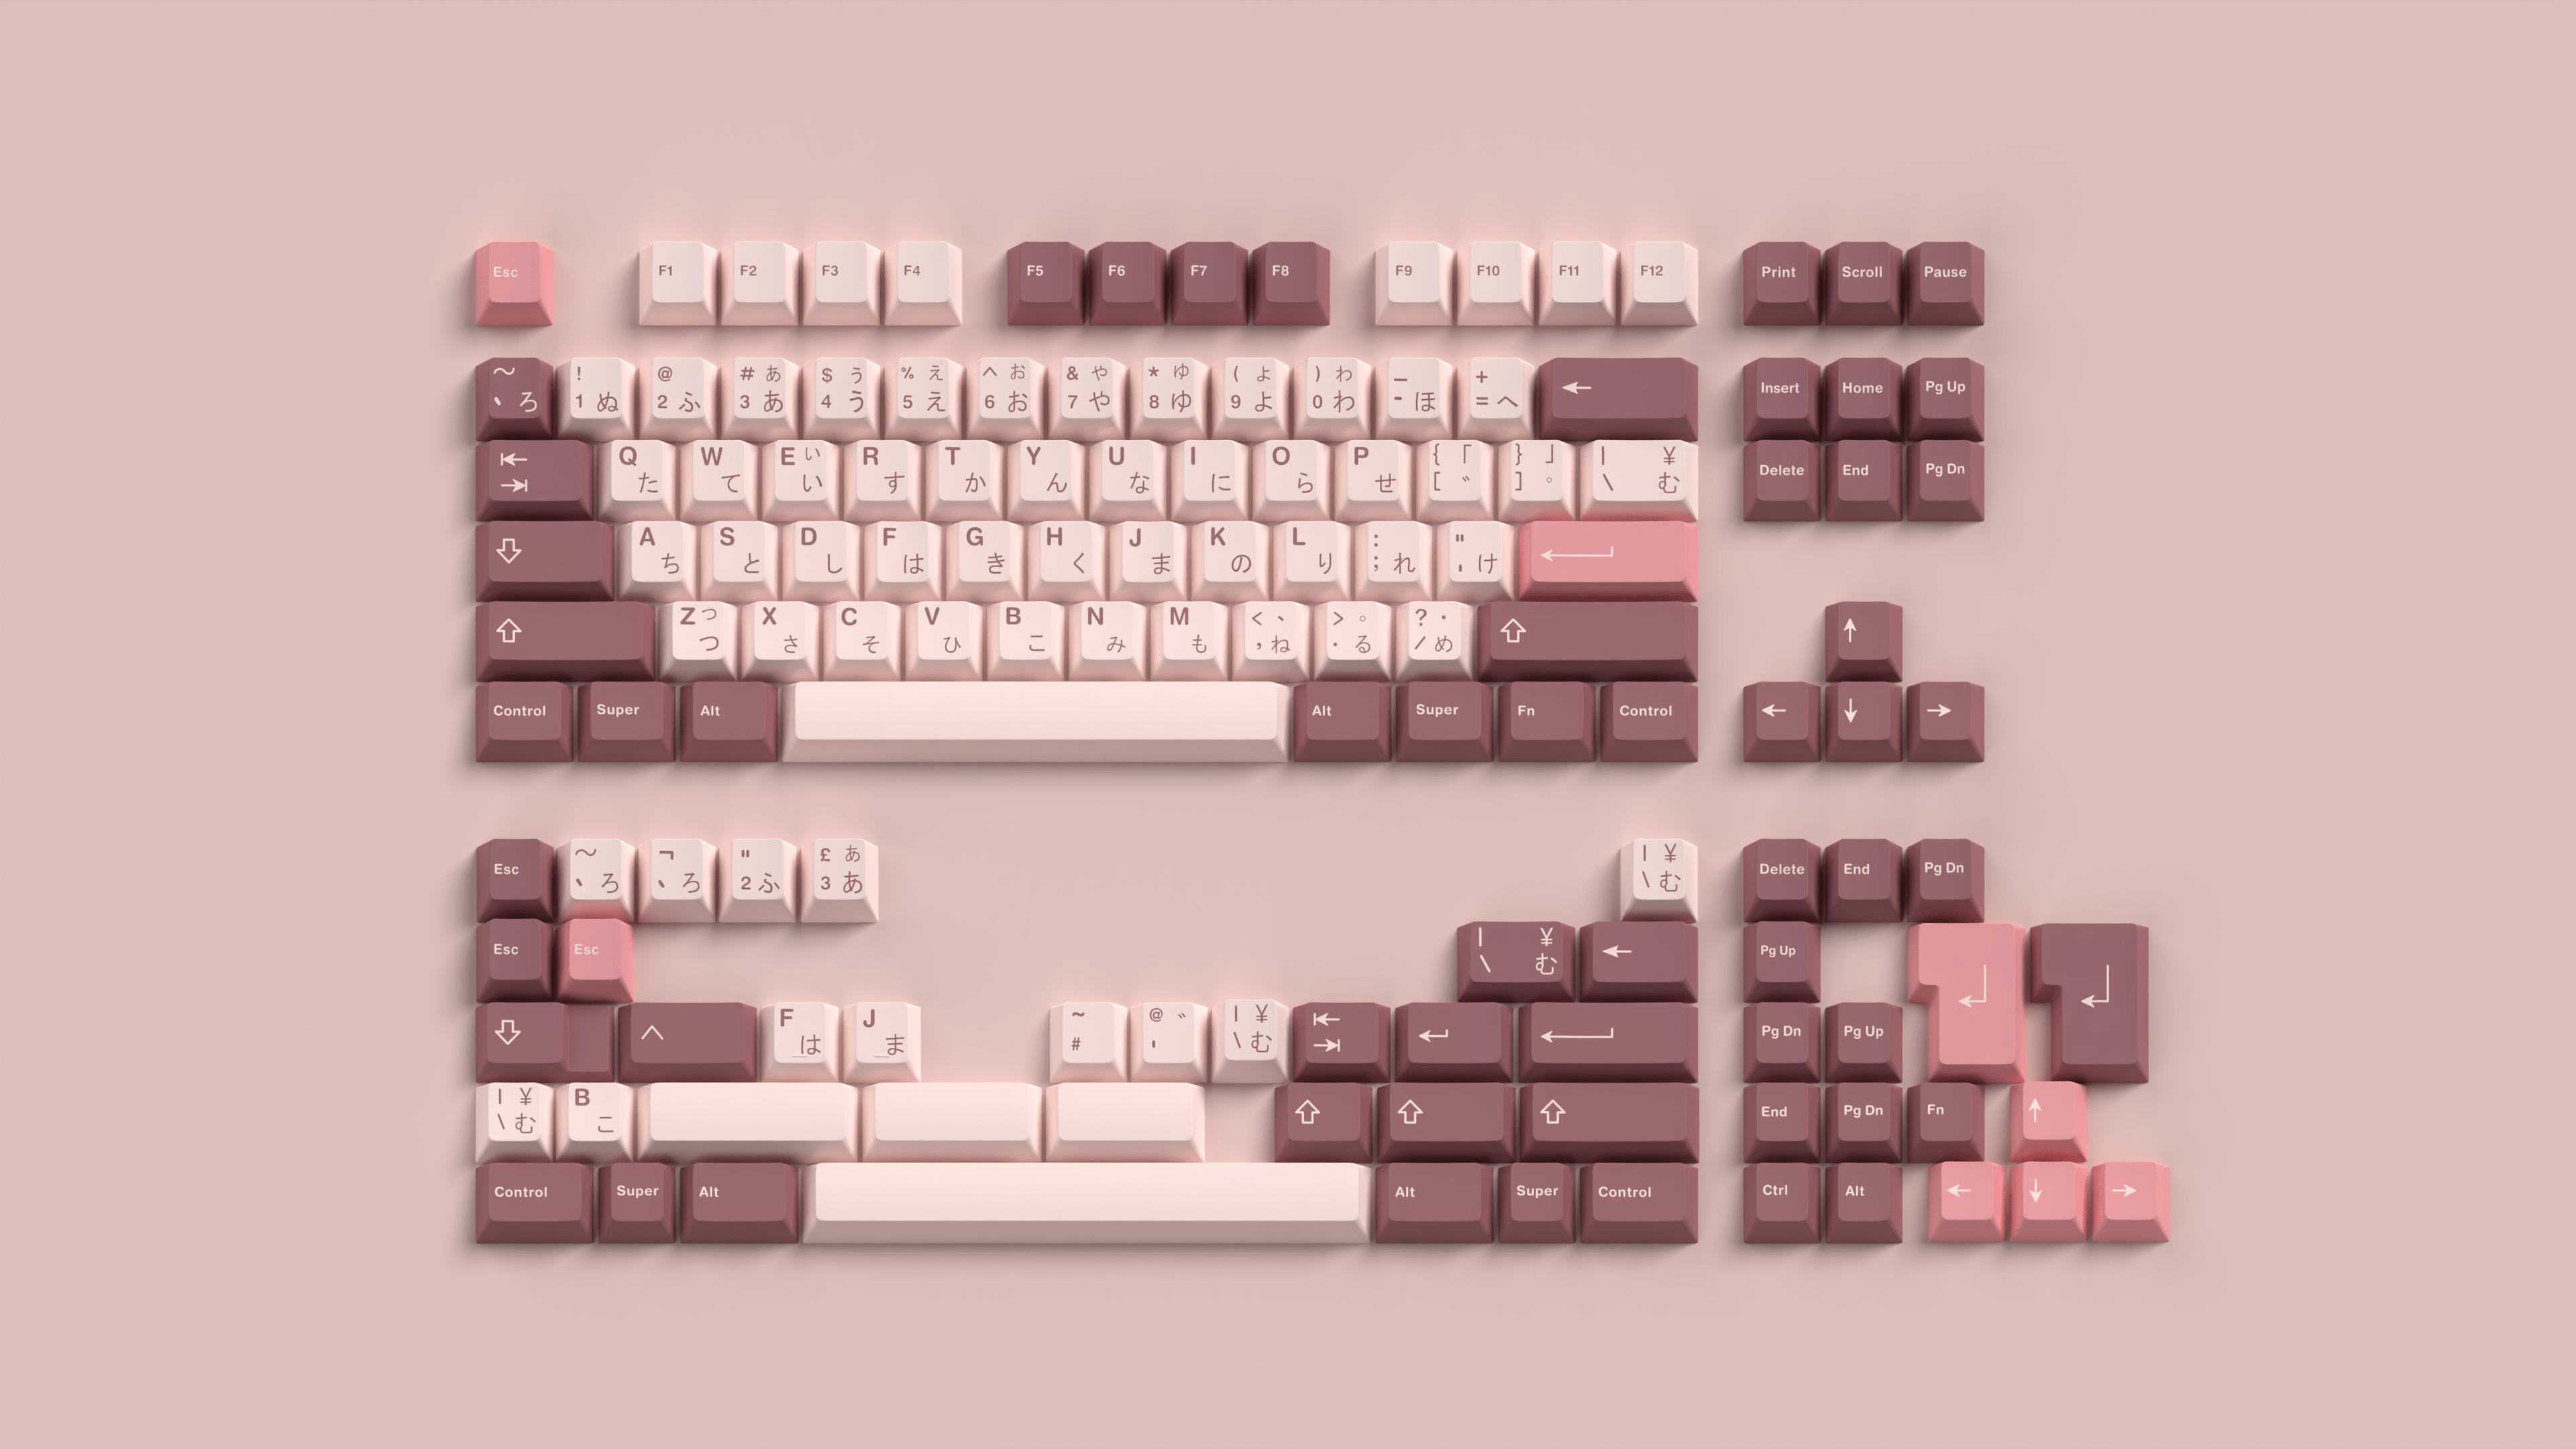 Esc F1 F2 F3 F4 F5 F6 F7 F8 F9 F10 F11 F12 Print Scroll Pause
~ ! @ # あ $ う % え ^ お & や * ゆ ( よ ) わ _ +
` ろ 1 ぬ 2 ふ 3 あ 4 う 5 え 6 お 7 や 8 ゆ 9 よ 0 わ - ほ = へ ← Insert Home Pg Up
Q W E い R T Y U I O P { 「 } 」 | ¥
た て い す か ん な に ら せ [ ゛ ] ゜ \ む Delete End Pg Dn
A S D F G H J K L : "
ち と し は き く ま の り ; れ ' け
Z つ X C V B N M < 、 > 。 ? ・
つ さ そ ひ こ み も , ね . る / め ↑
Control Super Alt Alt Super Fn Control ← ↓ →
Esc ~ ¬ " £ あ | ¥ Delete End Pg Dn
` ろ ` ろ 2 ふ 3 あ \ む
Esc Esc | ¥ ← Pg Up
\ む
F J ~ @ ゛ | ¥
は ま # ' \ む Pg Dn Pg Up
| ¥ B End Pg Dn Fn ↑
\ む こ
Control Super Alt Alt Super Control Ctrl Alt ← ↓ →